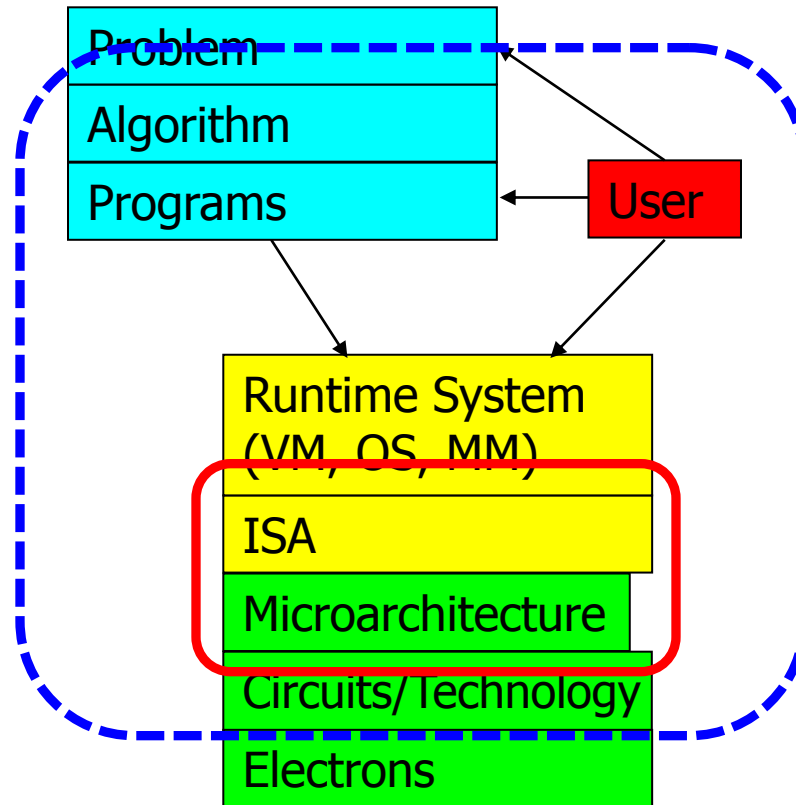 Problem
Algorithm
Programs
User
Runtime System
(VM, OS, MM)
ISA
Microarchitecture
Circuits/Technology
Electrons